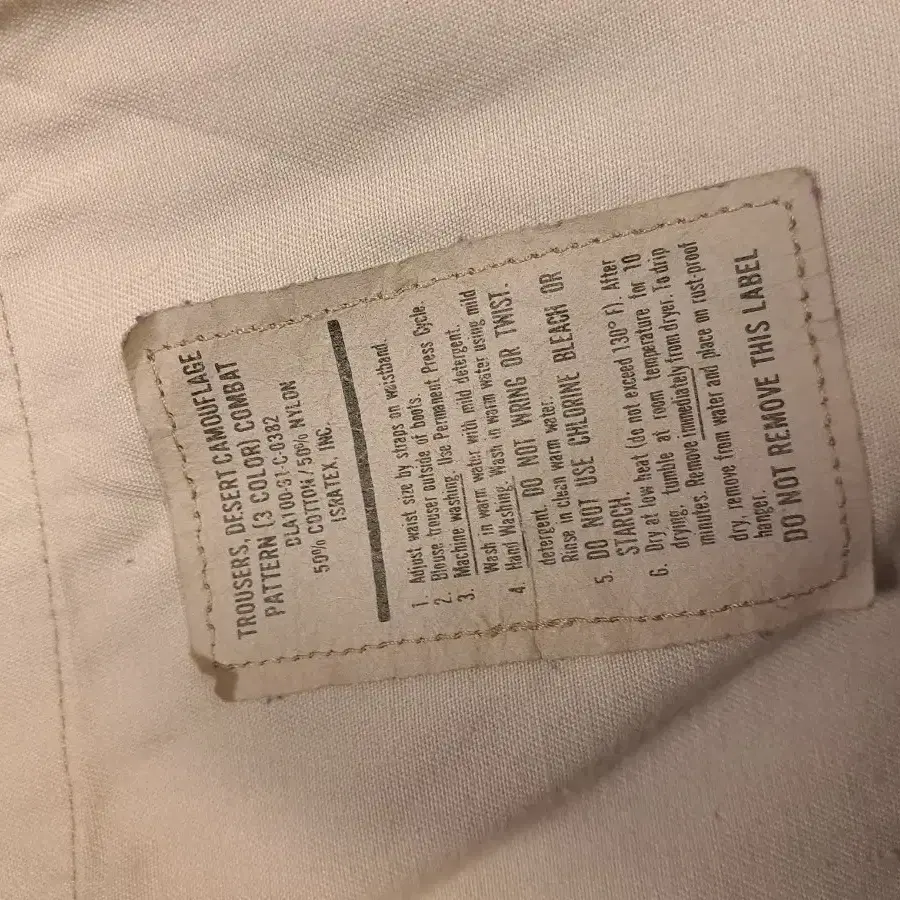 TROUSERS, DESERT CAMOUFLAGE
PATTERN (3 COLOR) COMBAT
DLA100-91-C-0382
50% COTTON/50% NYLON
ISRATEX, INC.
1. Adjust waist size by straps on waistband.
2. Blouse trouser outside of boots.
3. Machine washing. Use Permanent Press Cycle.
Wash in warm water with mild detergent.
4. Hand Washing. Wash in warm water using mild
detergent. DO NOT WRING OR TWIST.
Rinse in clean warm water.
5. DO NOT USE CHLORINE BLEACH OR
STARCH.
6. Dry at low heat (do not exceed 130° F). After
drying, tumble at room temperature for 10
minutes. Remove immediately from dryer. To drip
dry, remove from water and place on rust-proof
hanger.
DO NOT REMOVE THIS LABEL